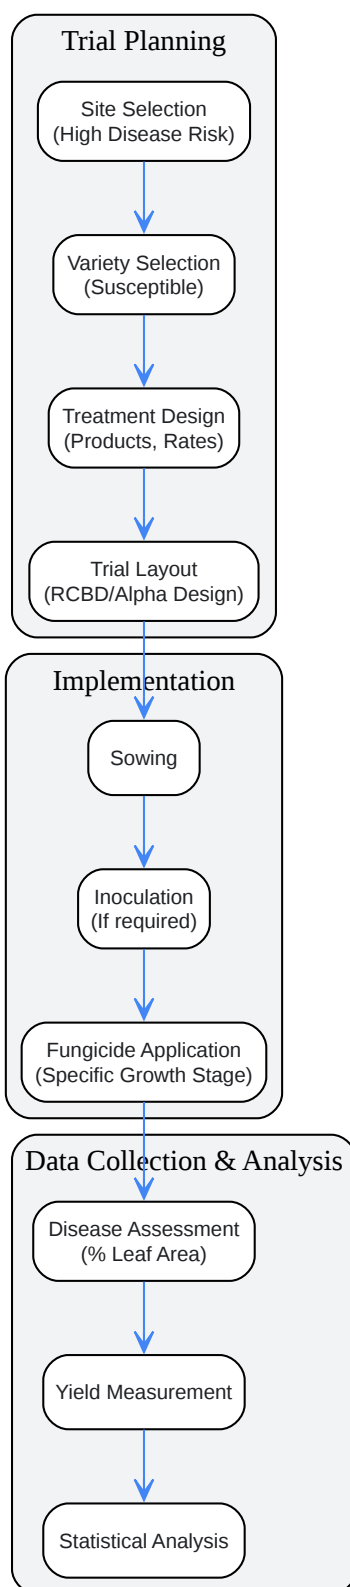 Trial Planning
Site Selection
(High Disease Risk)
Variety Selection
(Susceptible)
Treatment Design
(Products, Rates)
Trial Layout
(RCBD/Alpha Design)
Implementation
Sowing
Inoculation
(If required)
Fungicide Application
(Specific Growth Stage)
Data Collection & Analysis
Disease Assessment
(% Leaf Area)
Yield Measurement
Statistical Analysis